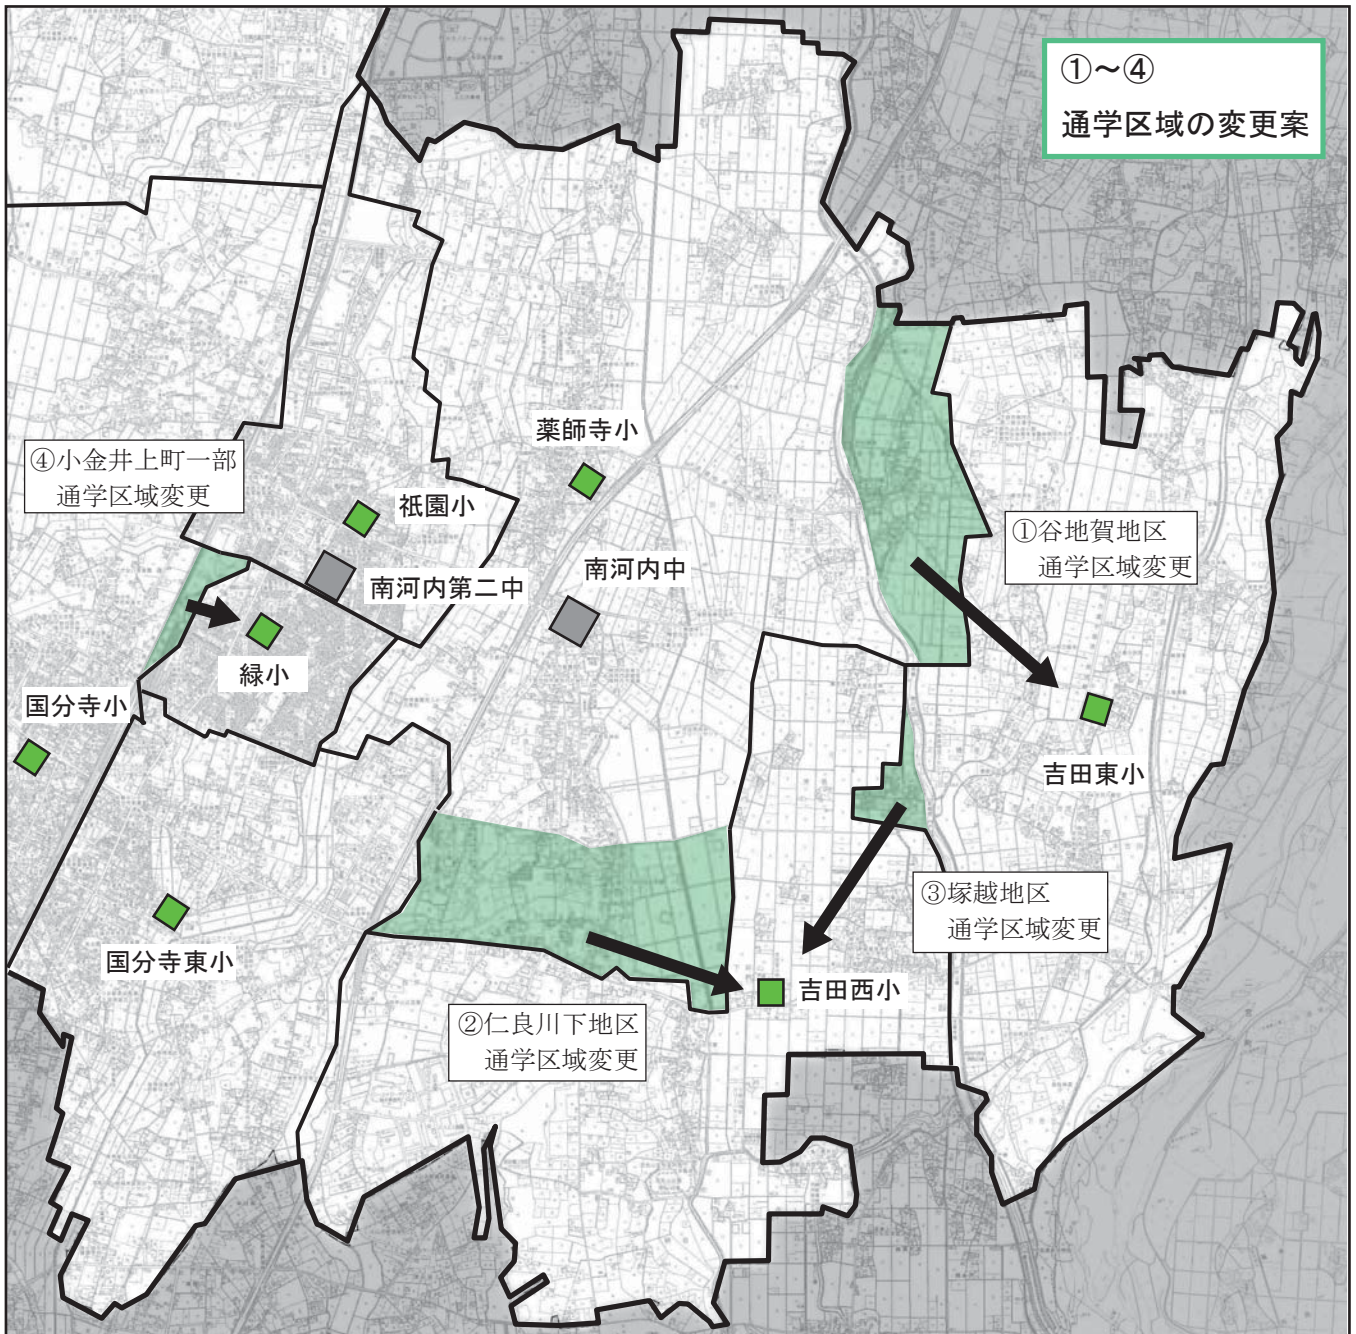 ①～④
通学区域の変更案
薬師寺小
④小金井上町一部
通学区域変更
祇園小
①谷地賀地区
通学区域変更
南河内第二中
南河内中
緑小
国分寺小
吉田東小
③塚越地区
通学区域変更
国分寺東小
吉田西小
②仁良川下地区
通学区域変更